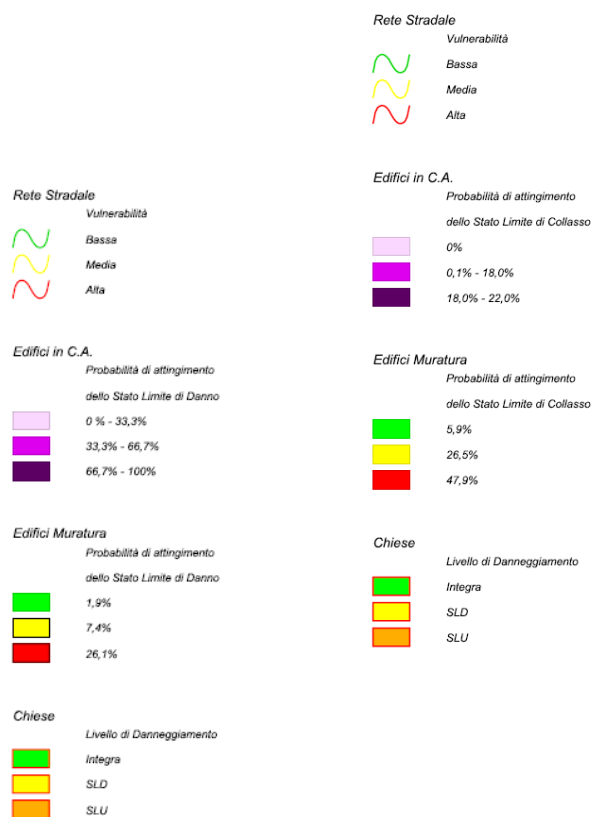 Rete Stradale
Vulnerabilità
Bassa
Media
Alta
Edifici in C.A.
Probabilità di attingimento
dello Stato Limite di Danno
0 % - 33,3%
33,3% - 66,7%
66,7% - 100%
Edifici Muratura
Probabilità di attingimento
dello Stato Limite di Danno
1,9%
7,4%
26,1%
Chiese
Livello di Danneggiamento
Integra
SLD
SLU
Rete Stradale
Vulnerabilità
Bassa
Media
Alta
Edifici in C.A.
Probabilità di attingimento
dello Stato Limite di Collasso
0%
0,1% - 18,0%
18,0% - 22,0%
Edifici Muratura
Probabilità di attingimento
dello Stato Limite di Collasso
5,9%
26,5%
47,9%
Chiese
Livello di Danneggiamento
Integra
SLD
SLU